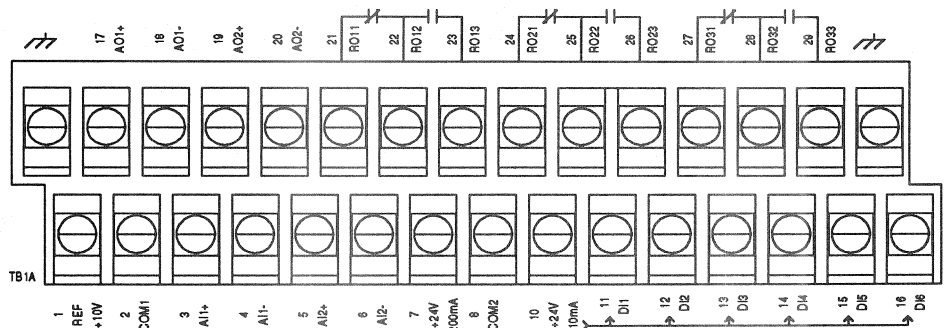 17 AO1+
18 AO1-
19 AO2+
20 AO2-
21 RO11
22 RO12
23 RO13
24 RO21
25 RO22
26 RO23
27 RO31
28 RO32
29 RO33
TB1A
1 REF +10V
2 COM1
3 AI1+
4 AI1-
5 AI2+
6 AI2-
7 +24V 200mA
8 COM2
10 +24V 10mA
11 DI1
12 DI2
13 DI3
14 DI4
15 DI5
16 DI6